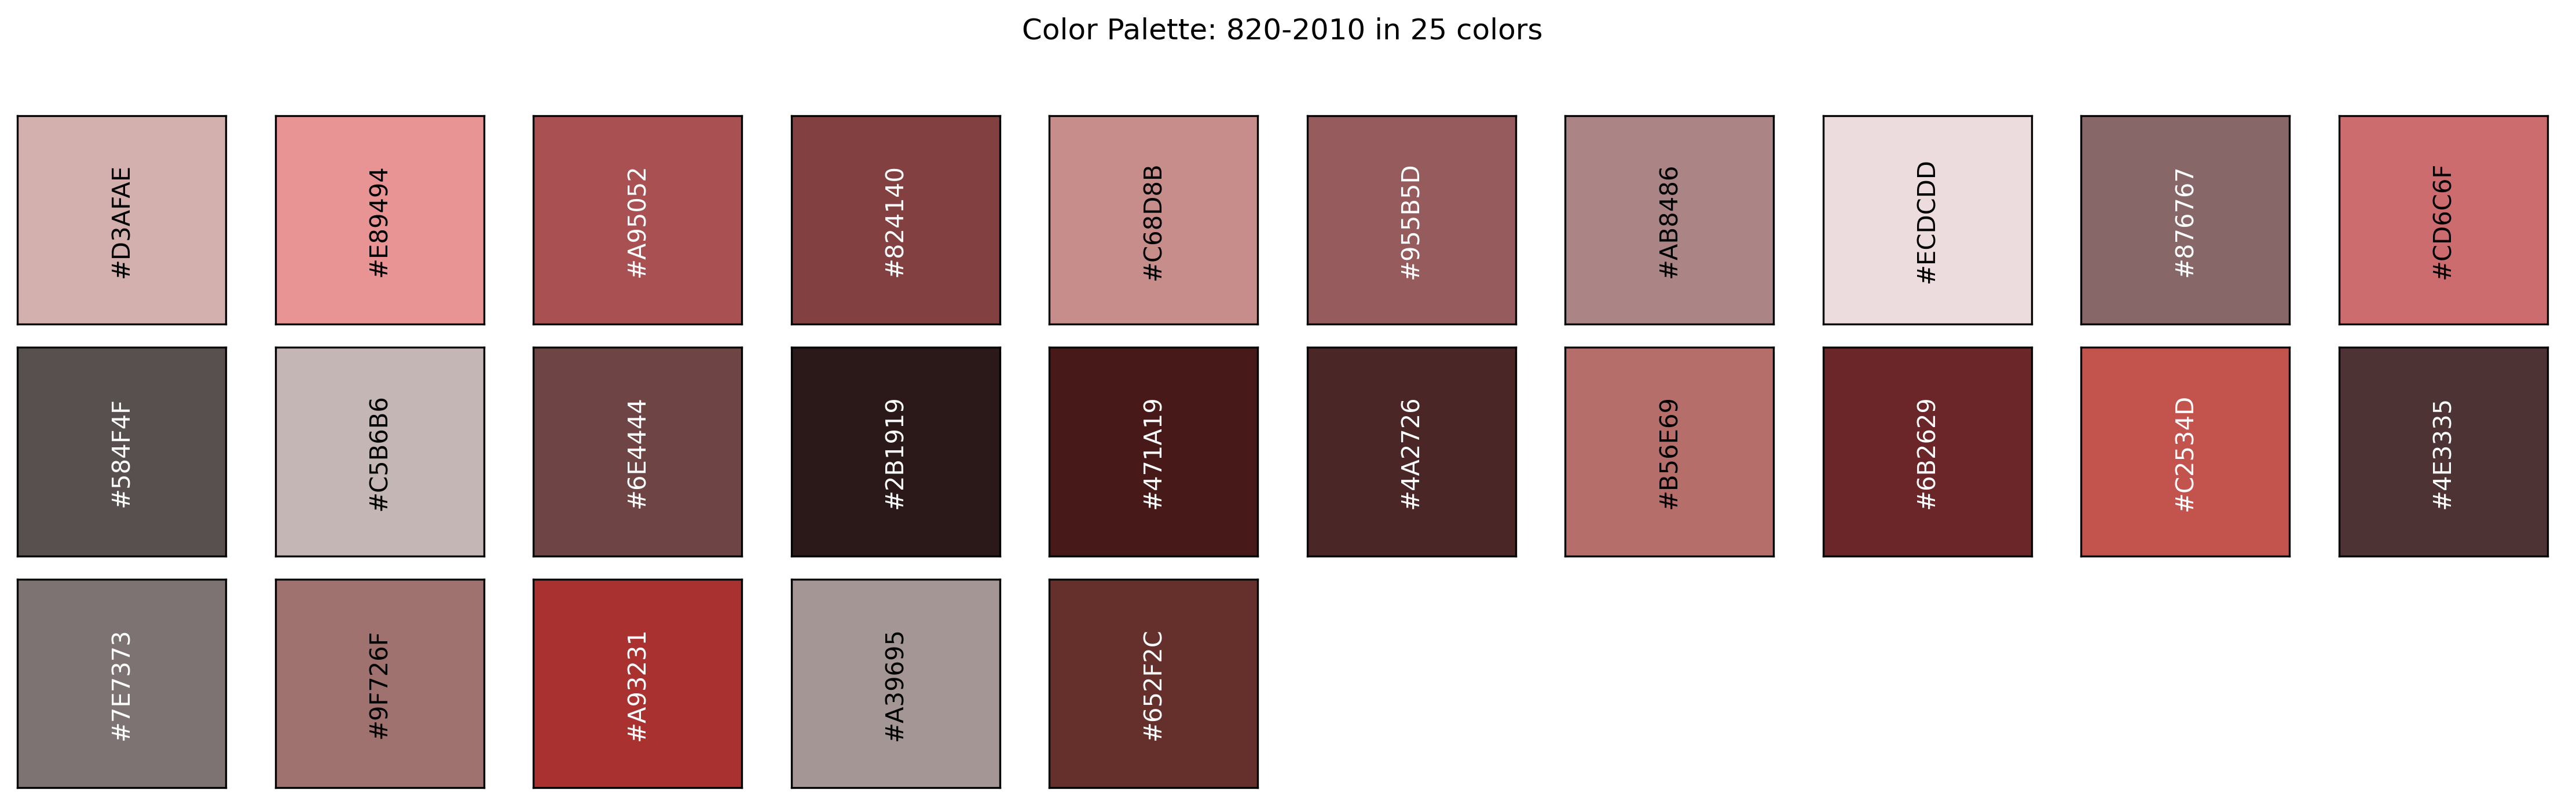 Color Palette: 820-2010 in 25 colors
#D3AFAE
#E89494
#A95052
#824140
#C68D8B
#955B5D
#AB8486
#ECDCDD
#876767
#CD6C6F
#584F4F
#C5B6B6
#6E4444
#2B1919
#471A19
#4A2726
#B56E69
#6B2629
#C2534D
#4E3335
#7E7373
#9F726F
#A93231
#A39695
#652F2C